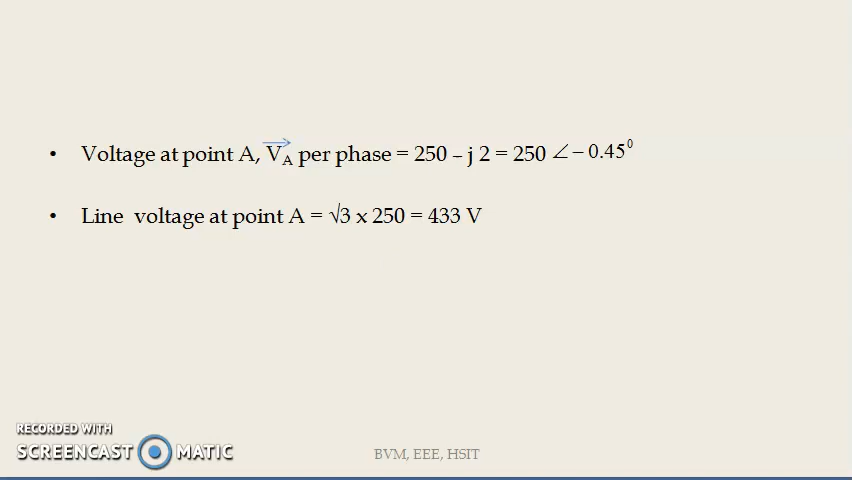 • Voltage at point A, V⃗A per phase = 250 – j 2 = 250 ∠ − 0.45⁰
• Line voltage at point A = √3 x 250 = 433 V
RECORDED WITH
SCREENCAST MATIC
BVM, EEE, HSIT